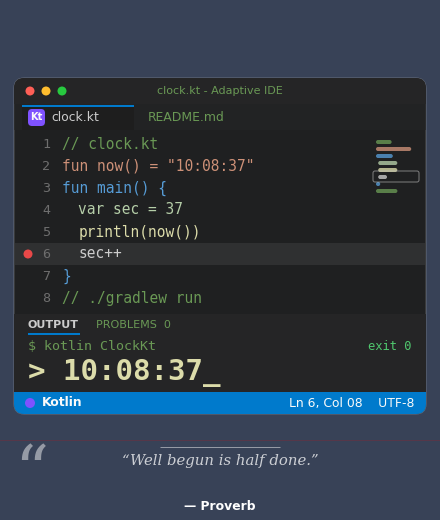 clock.kt - Adaptive IDE
Kt clock.kt README.md
1 // clock.kt
2 fun now() = "10:08:37"
3 fun main() {
4 var sec = 37
5 println(now())
6 sec++
7 }
8 // ./gradlew run
OUTPUT PROBLEMS 0
$ kotlin ClockKt exit 0
> 10:08:37_
Kotlin Ln 6, Col 08 UTF-8
“
“Well begun is half done.”
— Proverb